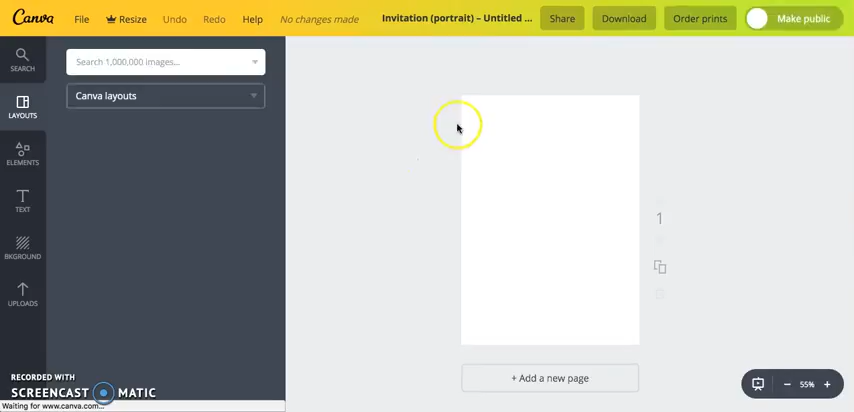 Canva File Resize Undo Redo Help No changes made Invitation (portrait) – Untitled ... Share Download Order prints Make public
SEARCH
Search 1,000,000 images...
LAYOUTS
Canva layouts
ELEMENTS
TEXT
BKGROUND
UPLOADS
1
+ Add a new page
55%
RECORDED WITH
SCREENCAST MATIC
Waiting for www.canva.com...